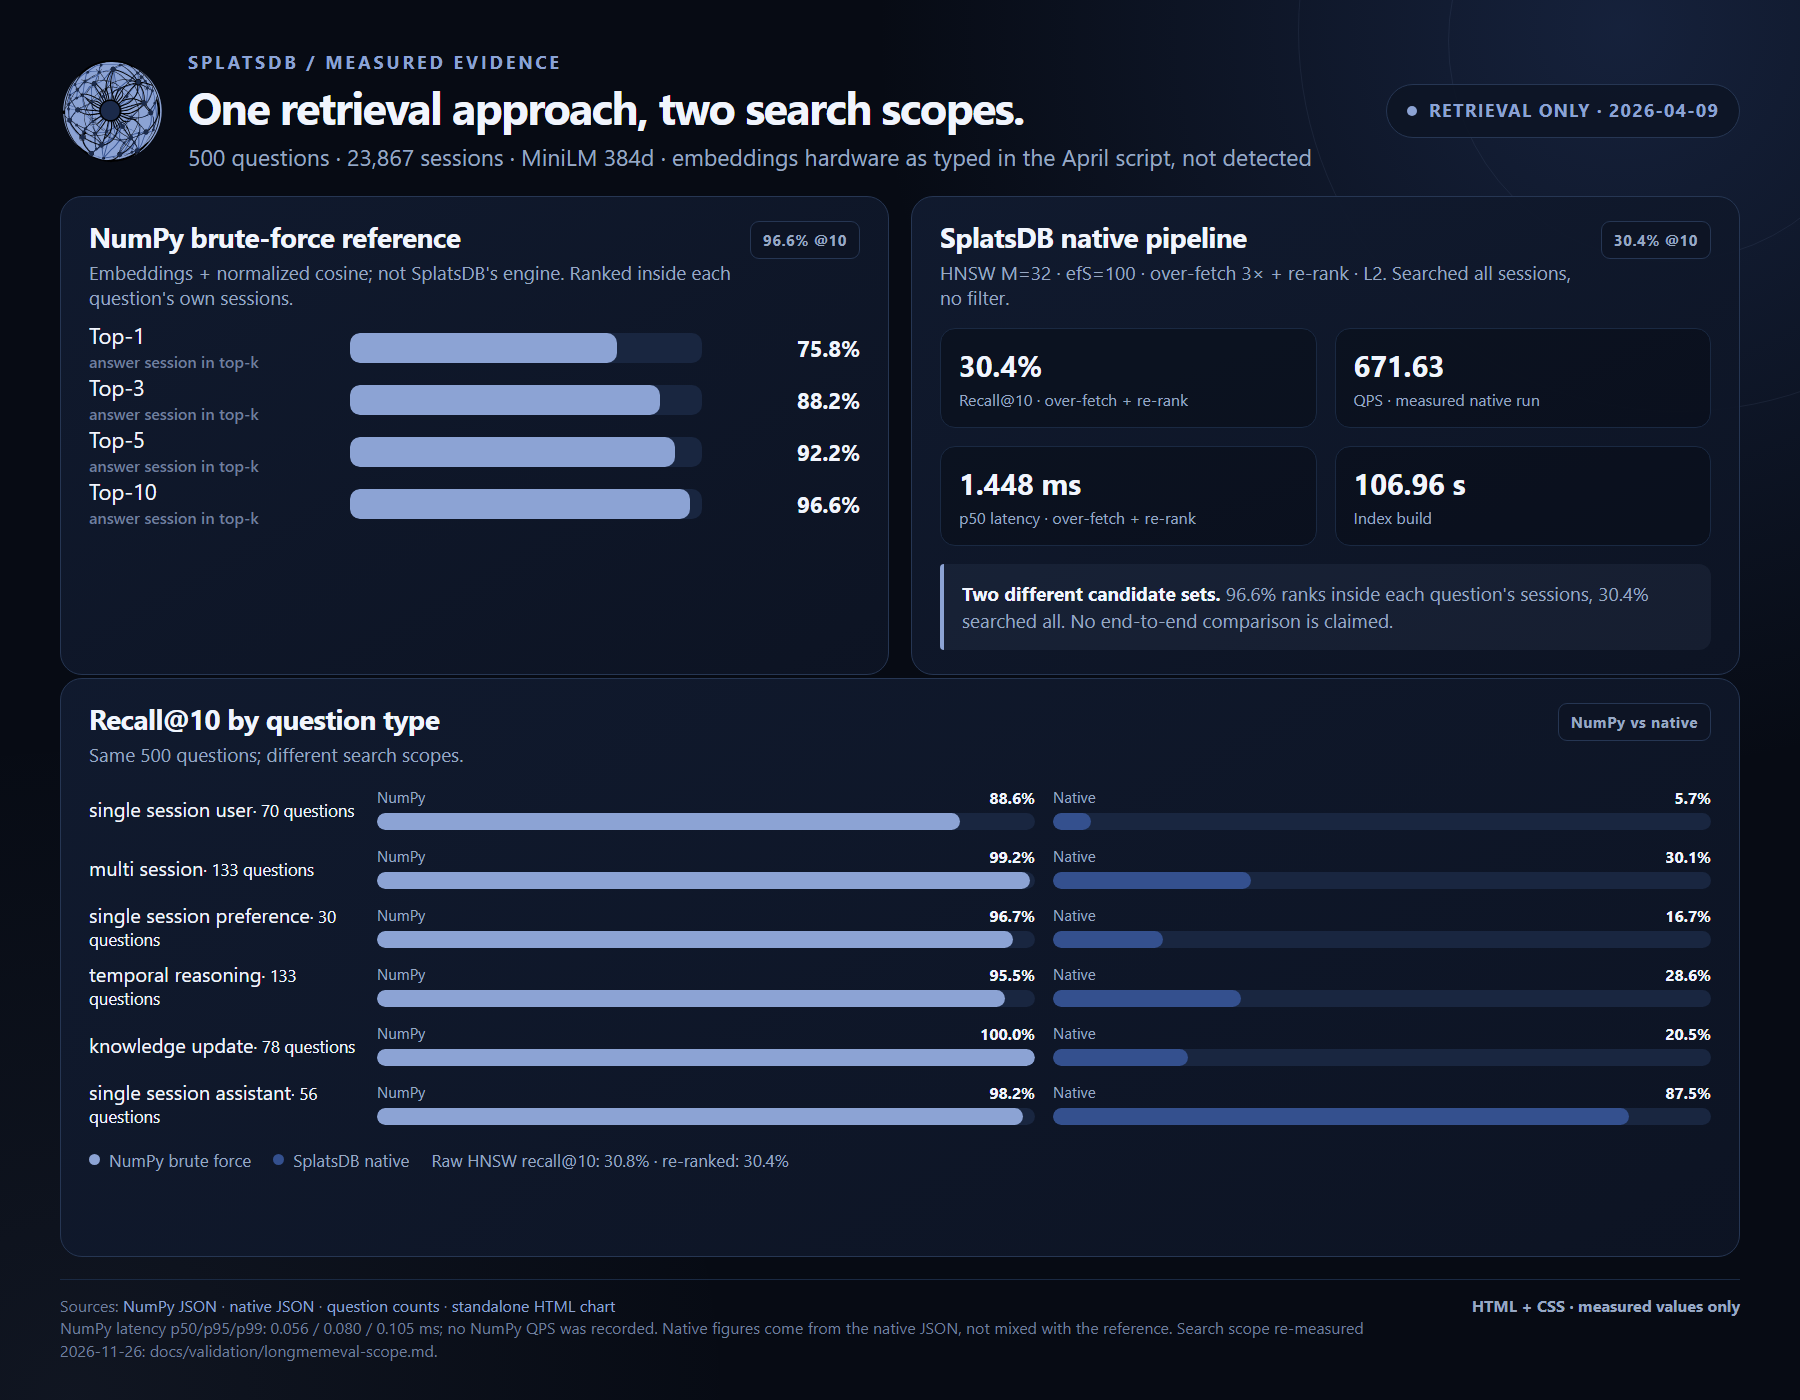 SPLATSDB / MEASURED EVIDENCE
One retrieval approach, two search scopes.
500 questions · 23,867 sessions · MiniLM 384d · embeddings hardware as typed in the April script, not detected
RETRIEVAL ONLY · 2026-04-09
NumPy brute-force reference
96.6% @10
Embeddings + normalized cosine; not SplatsDB's engine. Ranked inside each
question's own sessions.
Top-1
answer session in top-k
75.8%
Top-3
answer session in top-k
88.2%
Top-5
answer session in top-k
92.2%
Top-10
answer session in top-k
96.6%
SplatsDB native pipeline
30.4% @10
HNSW M=32 · efS=100 · over-fetch 3× + re-rank · L2. Searched all sessions,
no filter.
30.4%
Recall@10 · over-fetch + re-rank
671.63
QPS · measured native run
1.448 ms
p50 latency · over-fetch + re-rank
106.96 s
Index build
Two different candidate sets. 96.6% ranks inside each question's sessions, 30.4%
searched all. No end-to-end comparison is claimed.
Recall@10 by question type
NumPy vs native
Same 500 questions; different search scopes.
single session user· 70 questions
NumPy 88.6%
Native 5.7%
multi session· 133 questions
NumPy 99.2%
Native 30.1%
single session preference· 30
questions
NumPy 96.7%
Native 16.7%
temporal reasoning· 133
questions
NumPy 95.5%
Native 28.6%
knowledge update· 78 questions
NumPy 100.0%
Native 20.5%
single session assistant· 56
questions
NumPy 98.2%
Native 87.5%
NumPy brute force SplatsDB native Raw HNSW recall@10: 30.8% · re-ranked: 30.4%
Sources: NumPy JSON · native JSON · question counts · standalone HTML chart
HTML + CSS · measured values only
NumPy latency p50/p95/p99: 0.056 / 0.080 / 0.105 ms; no NumPy QPS was recorded. Native figures come from the native JSON, not mixed with the reference. Search scope re-measured
2026-11-26: docs/validation/longmemeval-scope.md.